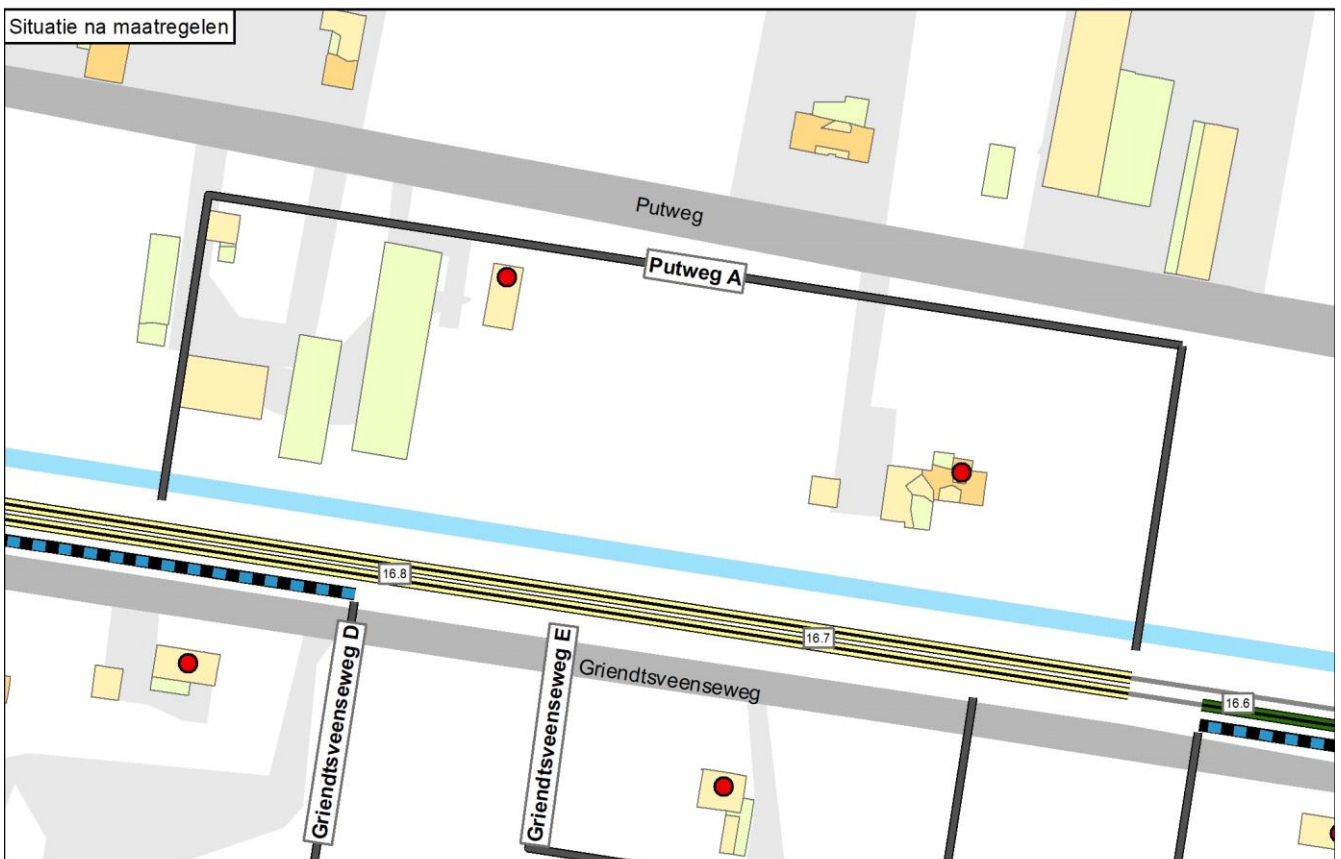 Situatie na maatregelen
Putweg
Putweg A
16.8
16.7
Griendtsveenseweg D
Griendtsveenseweg E
Griendtsveenseweg
16.6